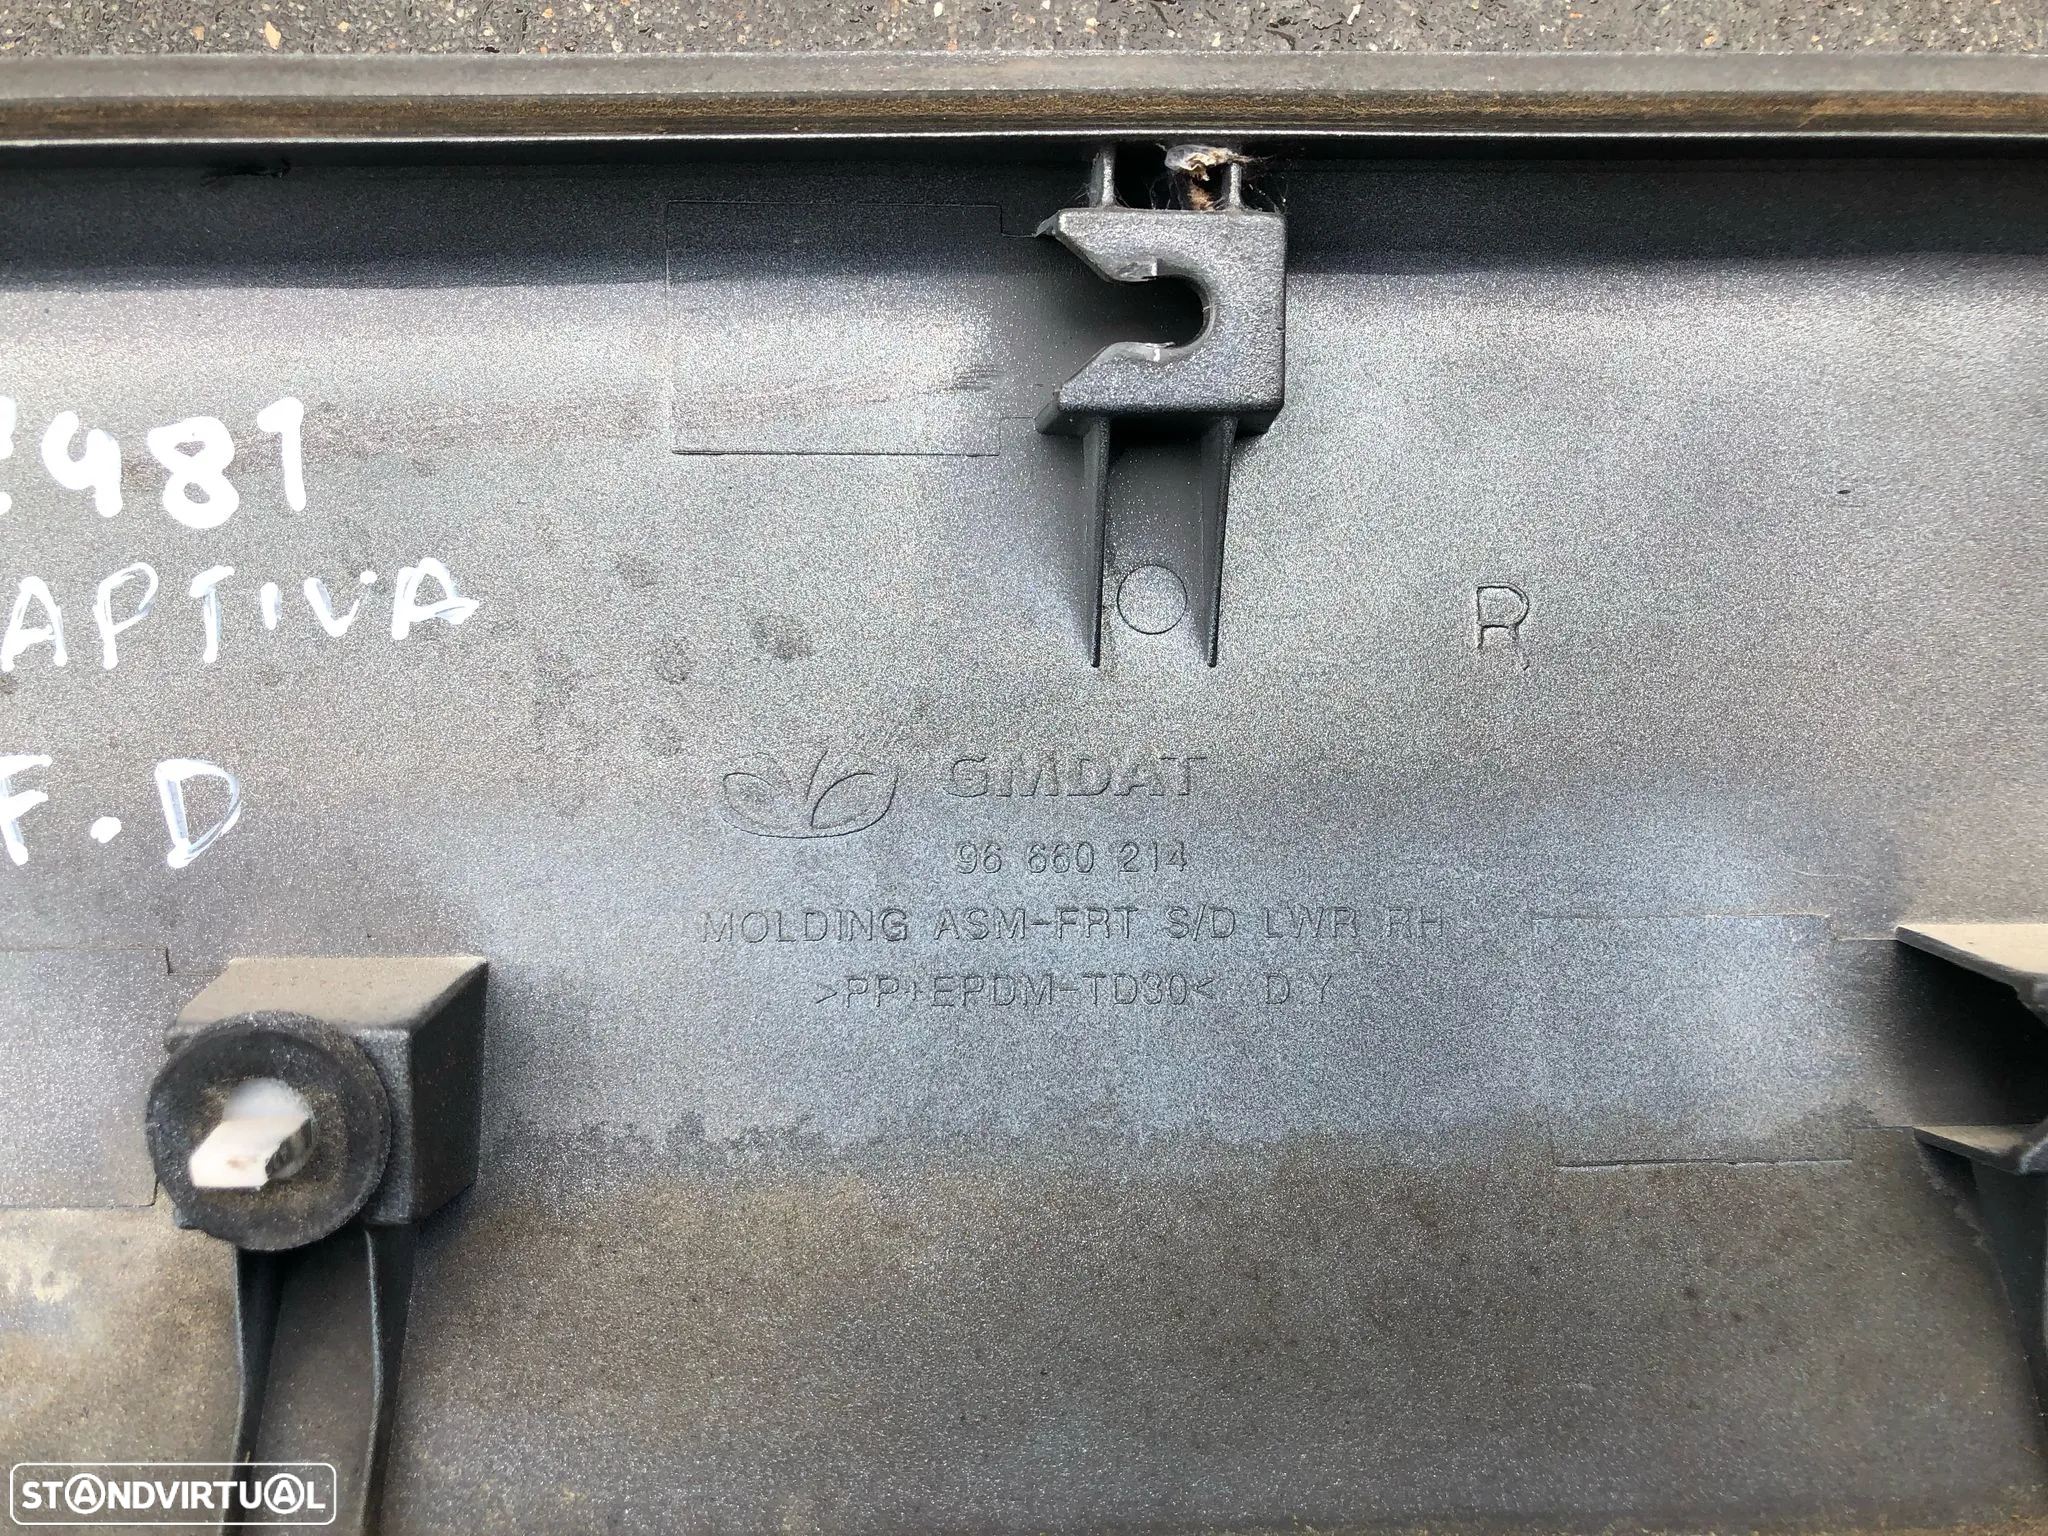 481
APTIVA
F.D
R
GMDAT
96 660 214
MOLDING ASM-FRT S/D LWR RH
>PP+EPDM-TD30< D.Y
STANDVIRTUAL